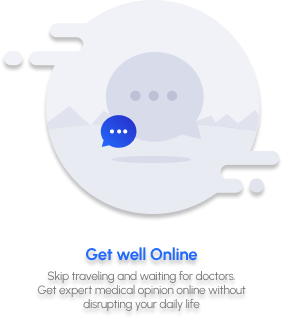 Get well Online
Skip traveling and waiting for doctors.
Get expert medical opinion online without
disrupting your daily life